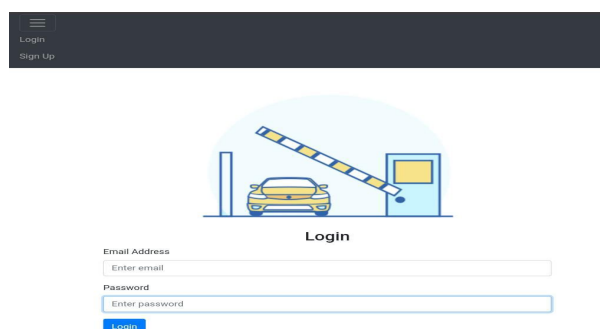 Login
Sign Up
Login
Email Address
Enter email
Password
Enter password
Login